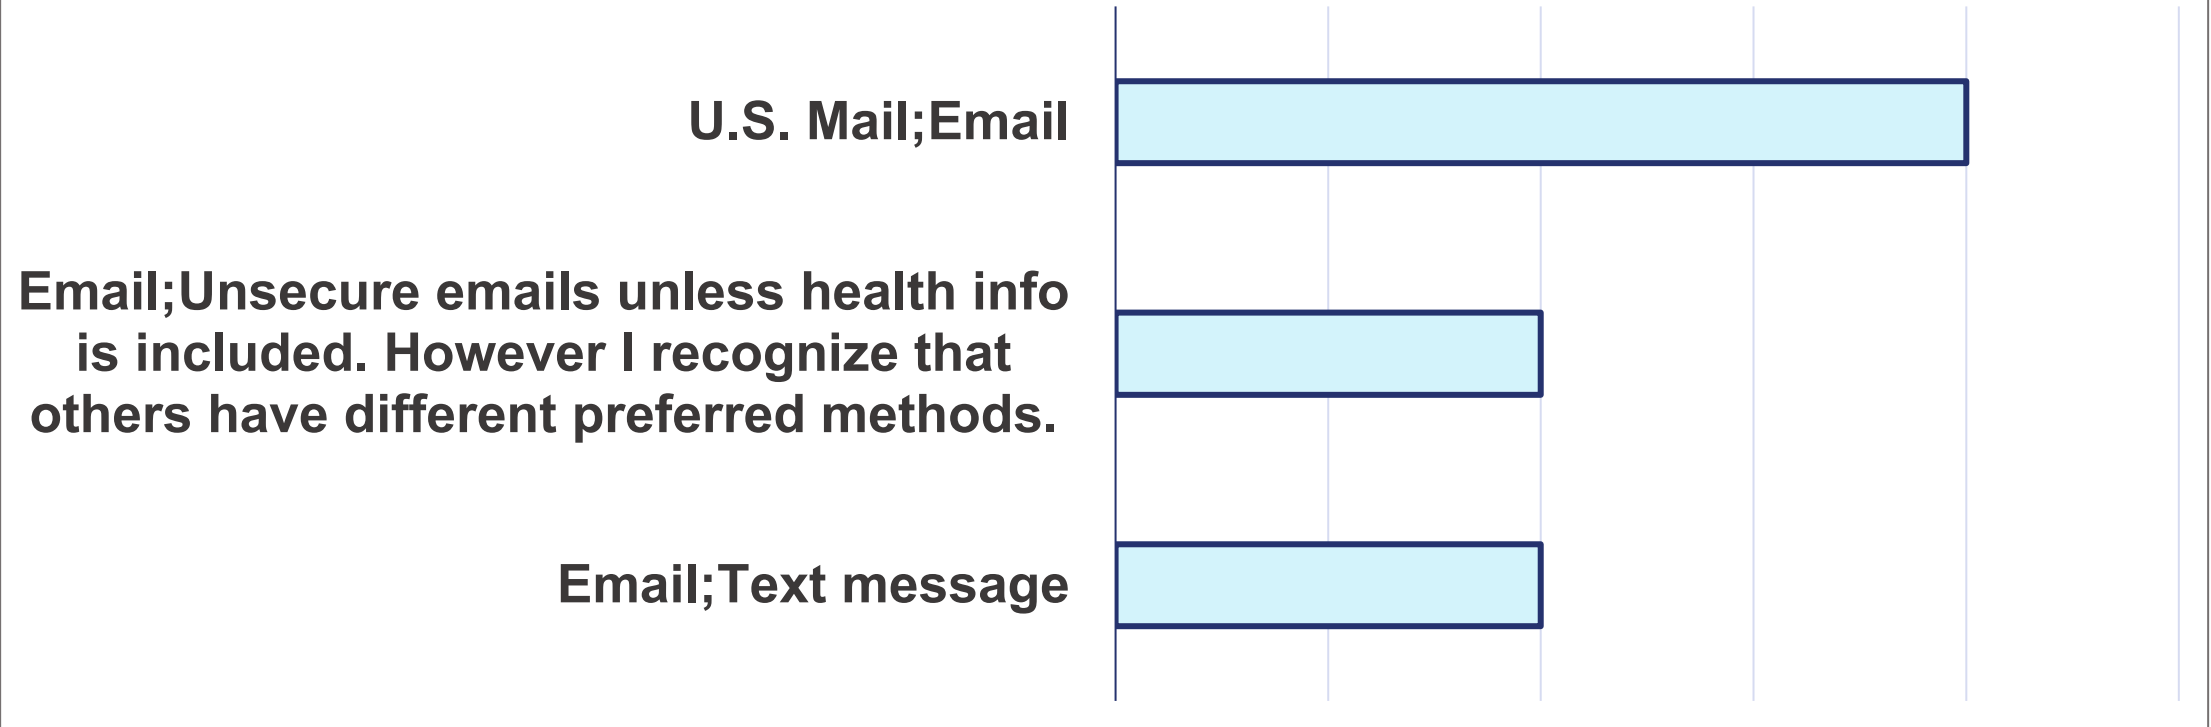 U.S. Mail;Email
Email;Unsecure emails unless health info
is included. However I recognize that
others have different preferred methods.
Email;Text message